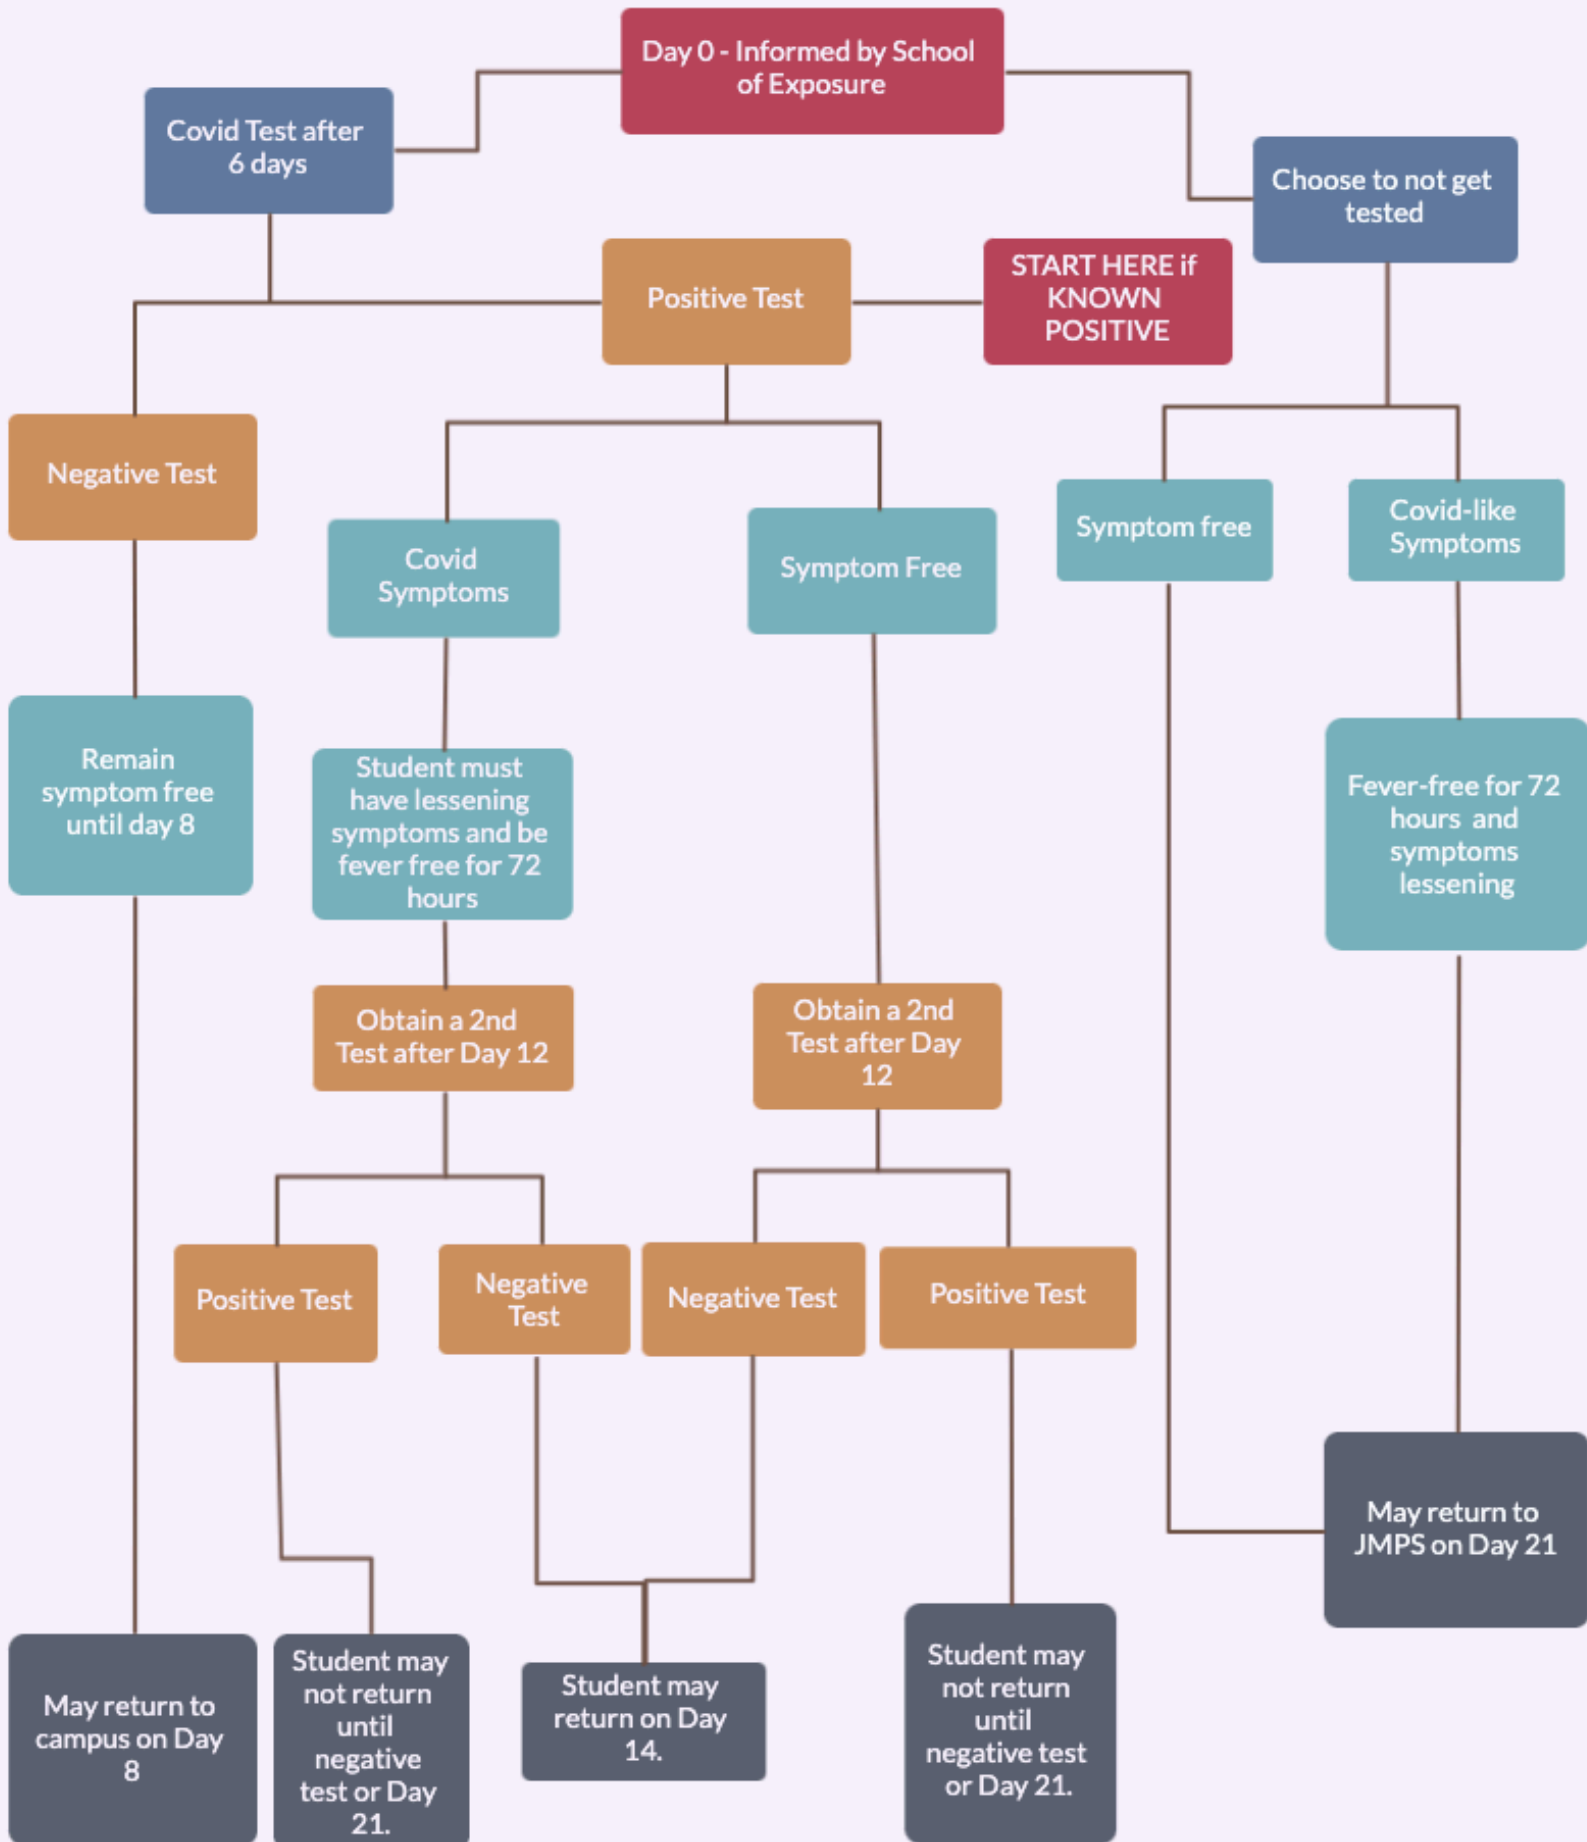 Day 0 - Informed by School
of Exposure
Covid Test after
6 days
Choose to not get
tested
Positive Test
START HERE if
KNOWN
POSITIVE
Negative Test
Covid
Symptoms
Symptom Free
Symptom free
Covid-like
Symptoms
Remain
symptom free
until day 8
Student must
have lessening
symptoms and be
fever free for 72
hours
Fever-free for 72
hours and
symptoms
lessening
Obtain a 2nd
Test after Day 12
Obtain a 2nd
Test after Day
12
Positive Test
Negative
Test
Negative Test
Positive Test
May return to
JMPS on Day 21
May return to
campus on Day
8
Student may
not return
until
negative
test or Day
21.
Student may
return on Day
14.
Student may
not return
until
negative test
or Day 21.